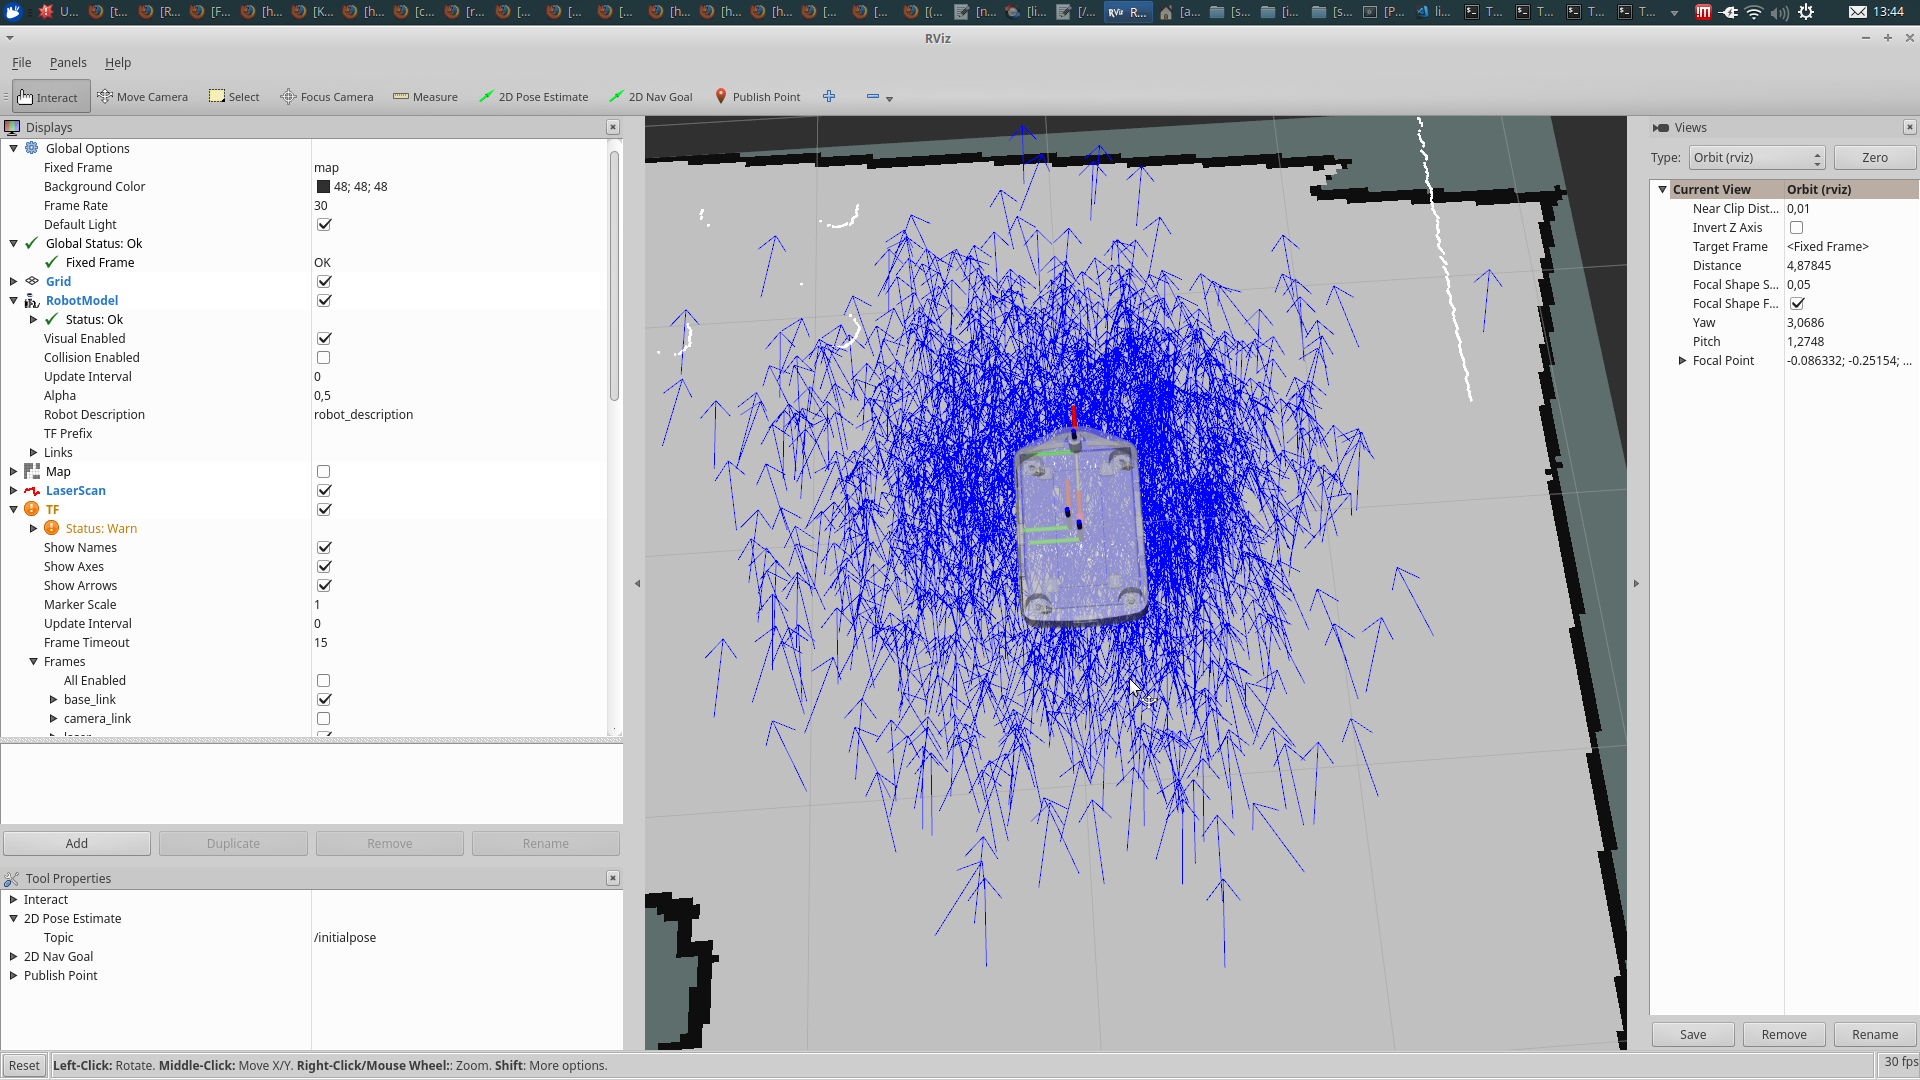 U... [t... [R... [F... [h... [K... [h... [c... [r... [... [... [... [h... [h... [h... [... [... [(... [n... [li... [/... RViz R... [a... [s... [i... [s... [P... li... T... T... T... T... 13:44
RViz
File Panels Help
Interact Move Camera Select Focus Camera Measure 2D Pose Estimate 2D Nav Goal Publish Point
Displays
Global Options
Fixed Frame map
Background Color 48; 48; 48
Frame Rate 30
Default Light
Global Status: Ok
Fixed Frame OK
Grid
RobotModel
Status: Ok
Visual Enabled
Collision Enabled
Update Interval 0
Alpha 0,5
Robot Description robot_description
TF Prefix
Links
Map
LaserScan
TF
Status: Warn
Show Names
Show Axes
Show Arrows
Marker Scale 1
Update Interval 0
Frame Timeout 15
Frames
All Enabled
base_link
camera_link
Add Duplicate Remove Rename
Tool Properties
Interact
2D Pose Estimate
Topic /initialpose
2D Nav Goal
Publish Point
Views
Type: Orbit (rviz) Zero
Current View Orbit (rviz)
Near Clip Dist... 0,01
Invert Z Axis
Target Frame <Fixed Frame>
Distance 4,87845
Focal Shape S... 0,05
Focal Shape F...
Yaw 3,0686
Pitch 1,2748
Focal Point -0.086332; -0.25154; ...
Save Remove Rename
Reset Left-Click: Rotate. Middle-Click: Move X/Y. Right-Click/Mouse Wheel:: Zoom. Shift: More options. 30 fps